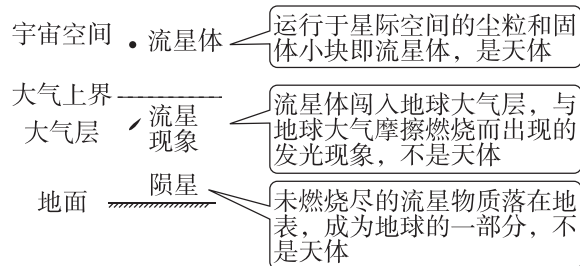 宇宙空间
流星体
运行于星际空间的尘粒和固
体小块即流星体，是天体
大气上界
大气层
流星
现象
流星体闯入地球大气层，与
地球大气摩擦燃烧而出现的
发光现象，不是天体
地面
陨星
未燃烧尽的流星物质落在地
表，成为地球的一部分，不
是天体